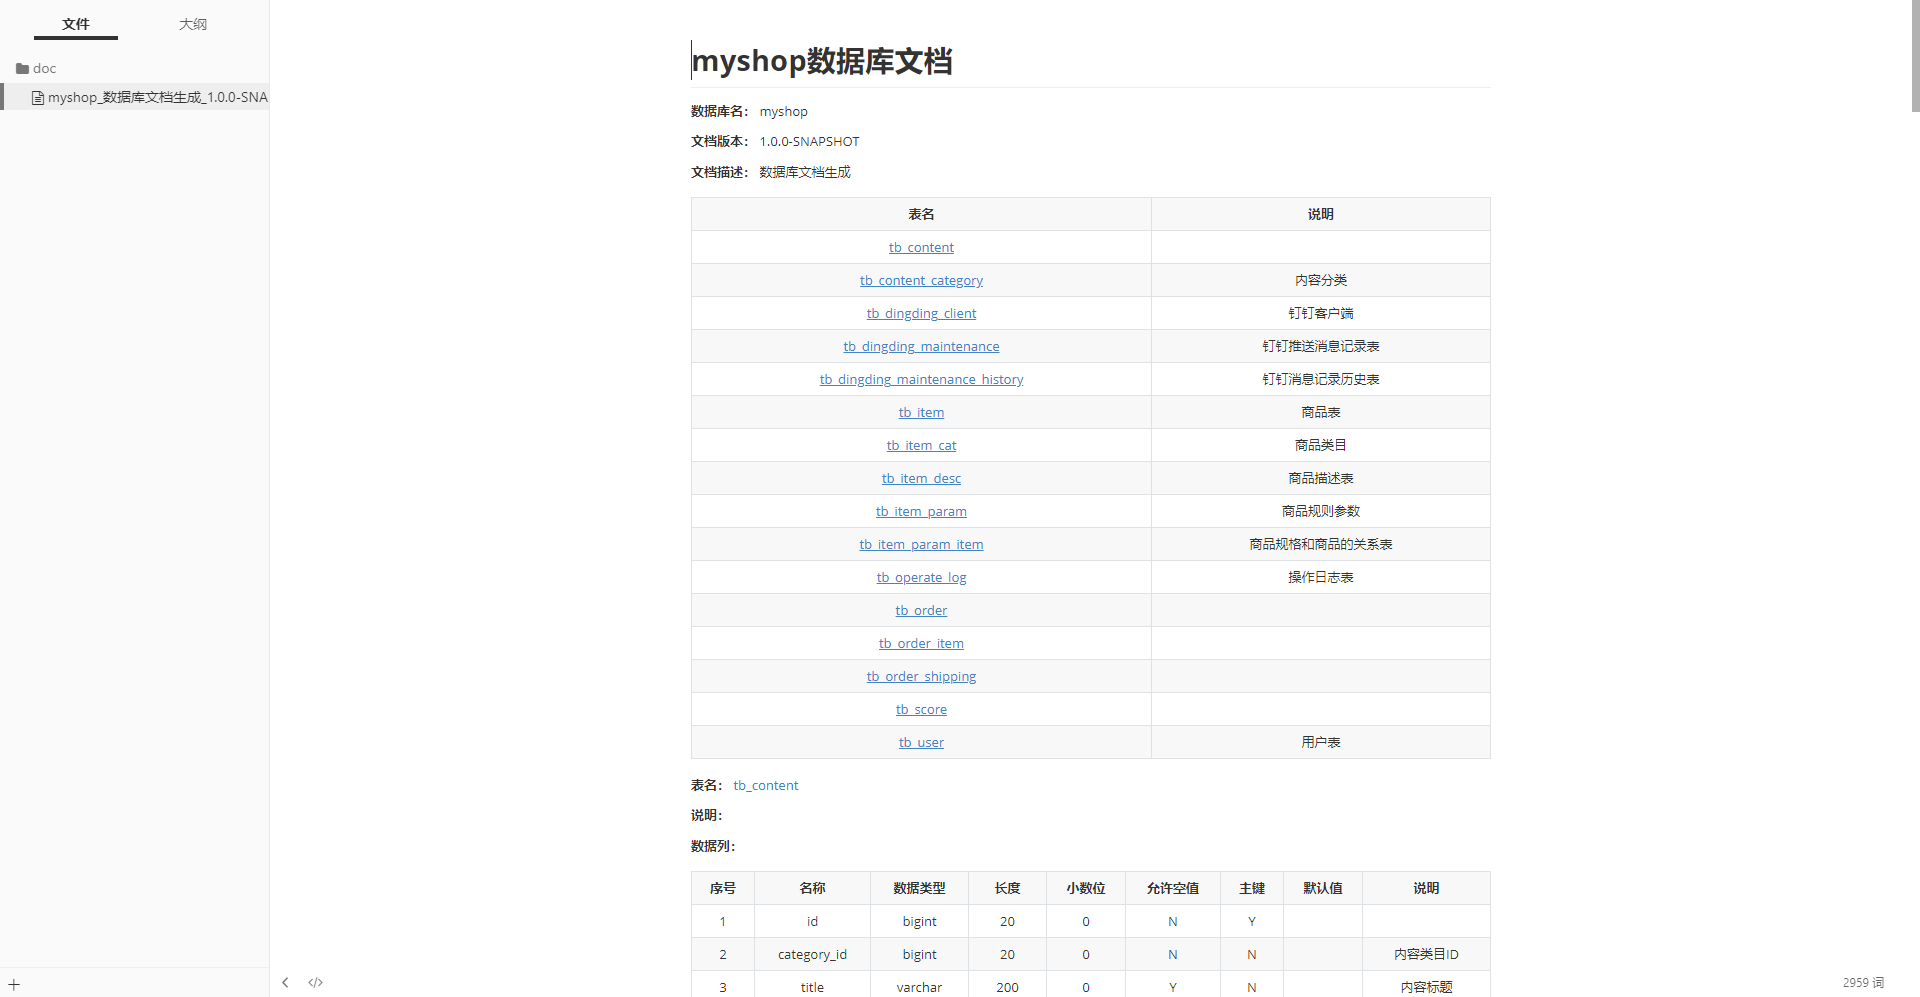 文件 大纲
doc
myshop_数据库文档生成_1.0.0-SNA
myshop数据库文档
数据库名： myshop
文档版本： 1.0.0-SNAPSHOT
文档描述： 数据库文档生成
表名 说明
tb_content
tb_content_category 内容分类
tb_dingding_client 钉钉客户端
tb_dingding_maintenance 钉钉推送消息记录表
tb_dingding_maintenance_history 钉钉消息记录历史表
tb_item 商品表
tb_item_cat 商品类目
tb_item_desc 商品描述表
tb_item_param 商品规则参数
tb_item_param_item 商品规格和商品的关系表
tb_operate_log 操作日志表
tb_order
tb_order_item
tb_order_shipping
tb_score
tb_user 用户表
表名： tb_content
说明：
数据列：
序号 名称 数据类型 长度 小数位 允许空值 主键 默认值 说明
1 id bigint 20 0 N Y
2 category_id bigint 20 0 N N 内容类目ID
3 title varchar 200 0 Y N 内容标题
2959 词